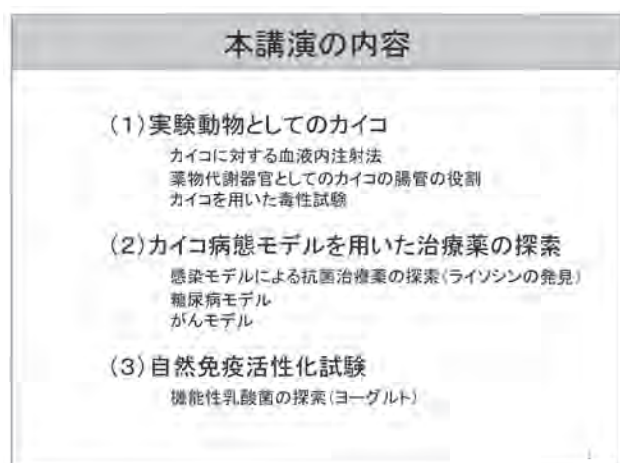 本講演の内容
(1)実験動物としてのカイコ
カイコに対する血液内注射法
薬物代謝器官としてのカイコの腸管の役割
カイコを用いた毒性試験
(2)カイコ病態モデルを用いた治療薬の探索
感染モデルによる抗菌治療薬の探索(ライソシンの発見)
糖尿病モデル
がんモデル
(3)自然免疫活性化試験
機能性乳酸菌の探索(ヨーグルト)